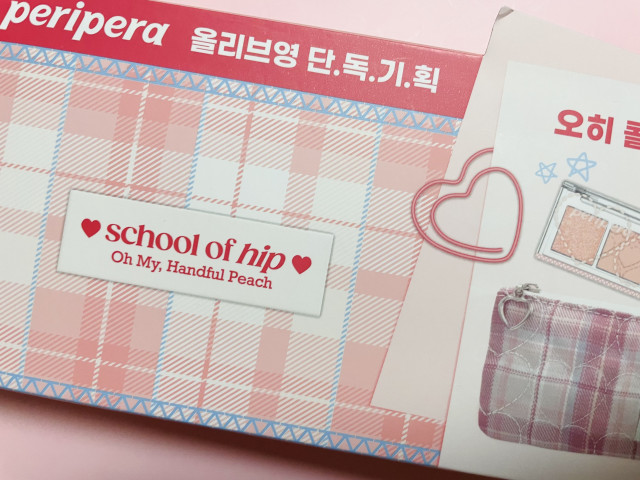 peripera 올리브영 단.독.기.획
오히
school of hip
Oh My, Handful Peach